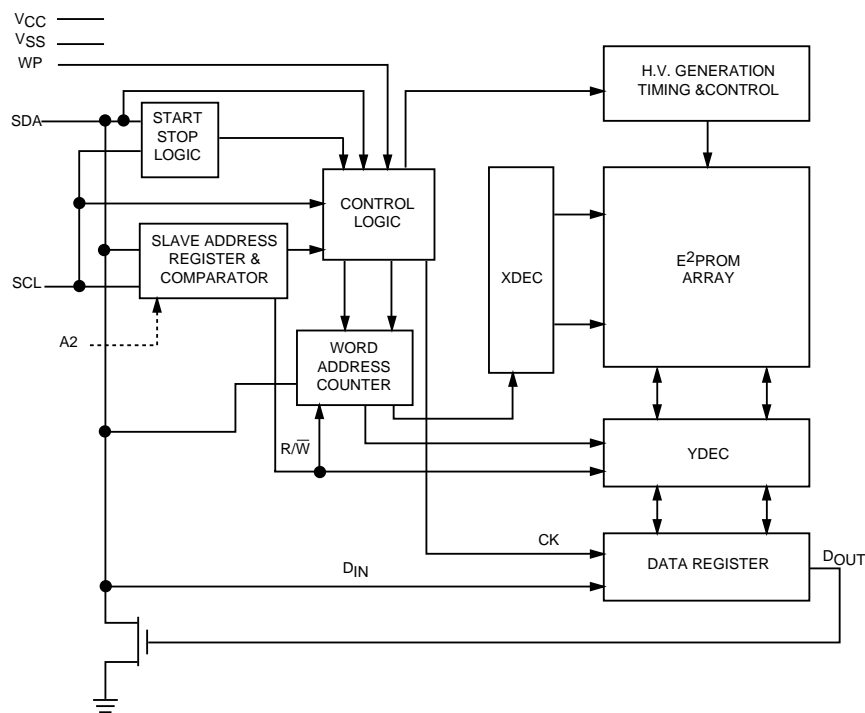 VCC
VSS
WP
H.V. GENERATION
TIMING &CONTROL
SDA
START
STOP
LOGIC
CONTROL
LOGIC
SLAVE ADDRESS
REGISTER &
COMPARATOR
XDEC
E2PROM
ARRAY
SCL
A2
WORD
ADDRESS
COUNTER
R/W̅
YDEC
CK
DIN
DATA REGISTER
DOUT